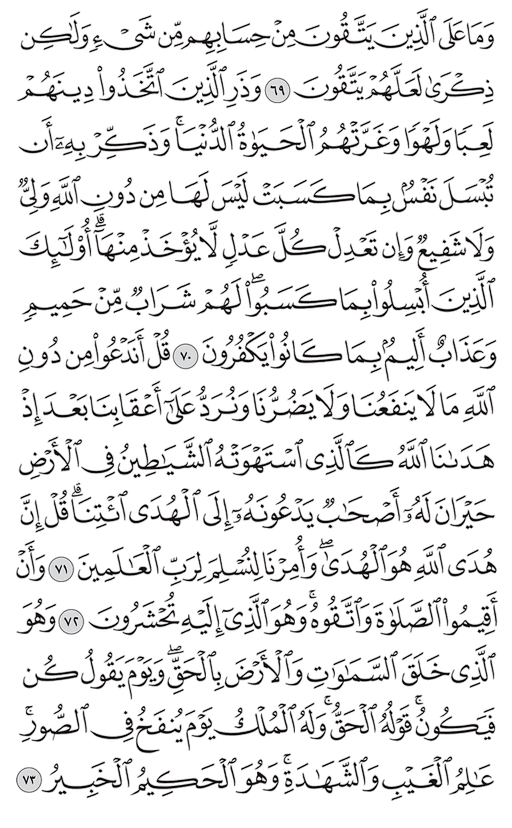 وَمَا عَلَى ٱلَّذِينَ يَتَّقُونَ مِنْ حِسَابِهِم مِّن شَىْءٍ وَلَٰكِن
ذِكْرَىٰ لَعَلَّهُمْ يَتَّقُونَ ٦٩ وَذَرِ ٱلَّذِينَ ٱتَّخَذُوا۟ دِينَهُمْ
لَعِبًا وَلَهْوًا وَغَرَّتْهُمُ ٱلْحَيَوٰةُ ٱلدُّنْيَا ۚ وَذَكِّرْ بِهِۦٓ أَن
تُبْسَلَ نَفْسٌۢ بِمَا كَسَبَتْ لَيْسَ لَهَا مِن دُونِ ٱللَّهِ وَلِىٌّ
وَلَا شَفِيعٌ وَإِن تَعْدِلْ كُلَّ عَدْلٍ لَّا يُؤْخَذْ مِنْهَآ ۗ أُو۟لَٰٓئِكَ
ٱلَّذِينَ أُبْسِلُوا۟ بِمَا كَسَبُوا۟ ۖ لَهُمْ شَرَابٌ مِّنْ حَمِيمٍ
وَعَذَابٌ أَلِيمٌۢ بِمَا كَانُوا۟ يَكْفُرُونَ ٧٠ قُلْ أَنَدْعُوا۟ مِن دُونِ
ٱللَّهِ مَا لَا يَنفَعُنَا وَلَا يَضُرُّنَا وَنُرَدُّ عَلَىٰٓ أَعْقَابِنَا بَعْدَ إِذْ
هَدَىٰنَا ٱللَّهُ كَٱلَّذِى ٱسْتَهْوَتْهُ ٱلشَّيَٰطِينُ فِى ٱلْأَرْضِ
حَيْرَانَ لَهُۥٓ أَصْحَٰبٌ يَدْعُونَهُۥٓ إِلَى ٱلْهُدَى ٱئْتِنَا ۗ قُلْ إِنَّ
هُدَى ٱللَّهِ هُوَ ٱلْهُدَىٰ ۖ وَأُمِرْنَا لِنُسْلِمَ لِرَبِّ ٱلْعَٰلَمِينَ ٧١ وَأَنْ
أَقِيمُوا۟ ٱلصَّلَوٰةَ وَٱتَّقُوهُ ۚ وَهُوَ ٱلَّذِىٓ إِلَيْهِ تُحْشَرُونَ ٧٢ وَهُوَ
ٱلَّذِى خَلَقَ ٱلسَّمَٰوَٰتِ وَٱلْأَرْضَ بِٱلْحَقِّ ۖ وَيَوْمَ يَقُولُ كُن
فَيَكُونُ ۚ قَوْلُهُ ٱلْحَقُّ ۚ وَلَهُ ٱلْمُلْكُ يَوْمَ يُنفَخُ فِى ٱلصُّورِ ۚ
عَٰلِمُ ٱلْغَيْبِ وَٱلشَّهَٰدَةِ ۚ وَهُوَ ٱلْحَكِيمُ ٱلْخَبِيرُ ٧٣